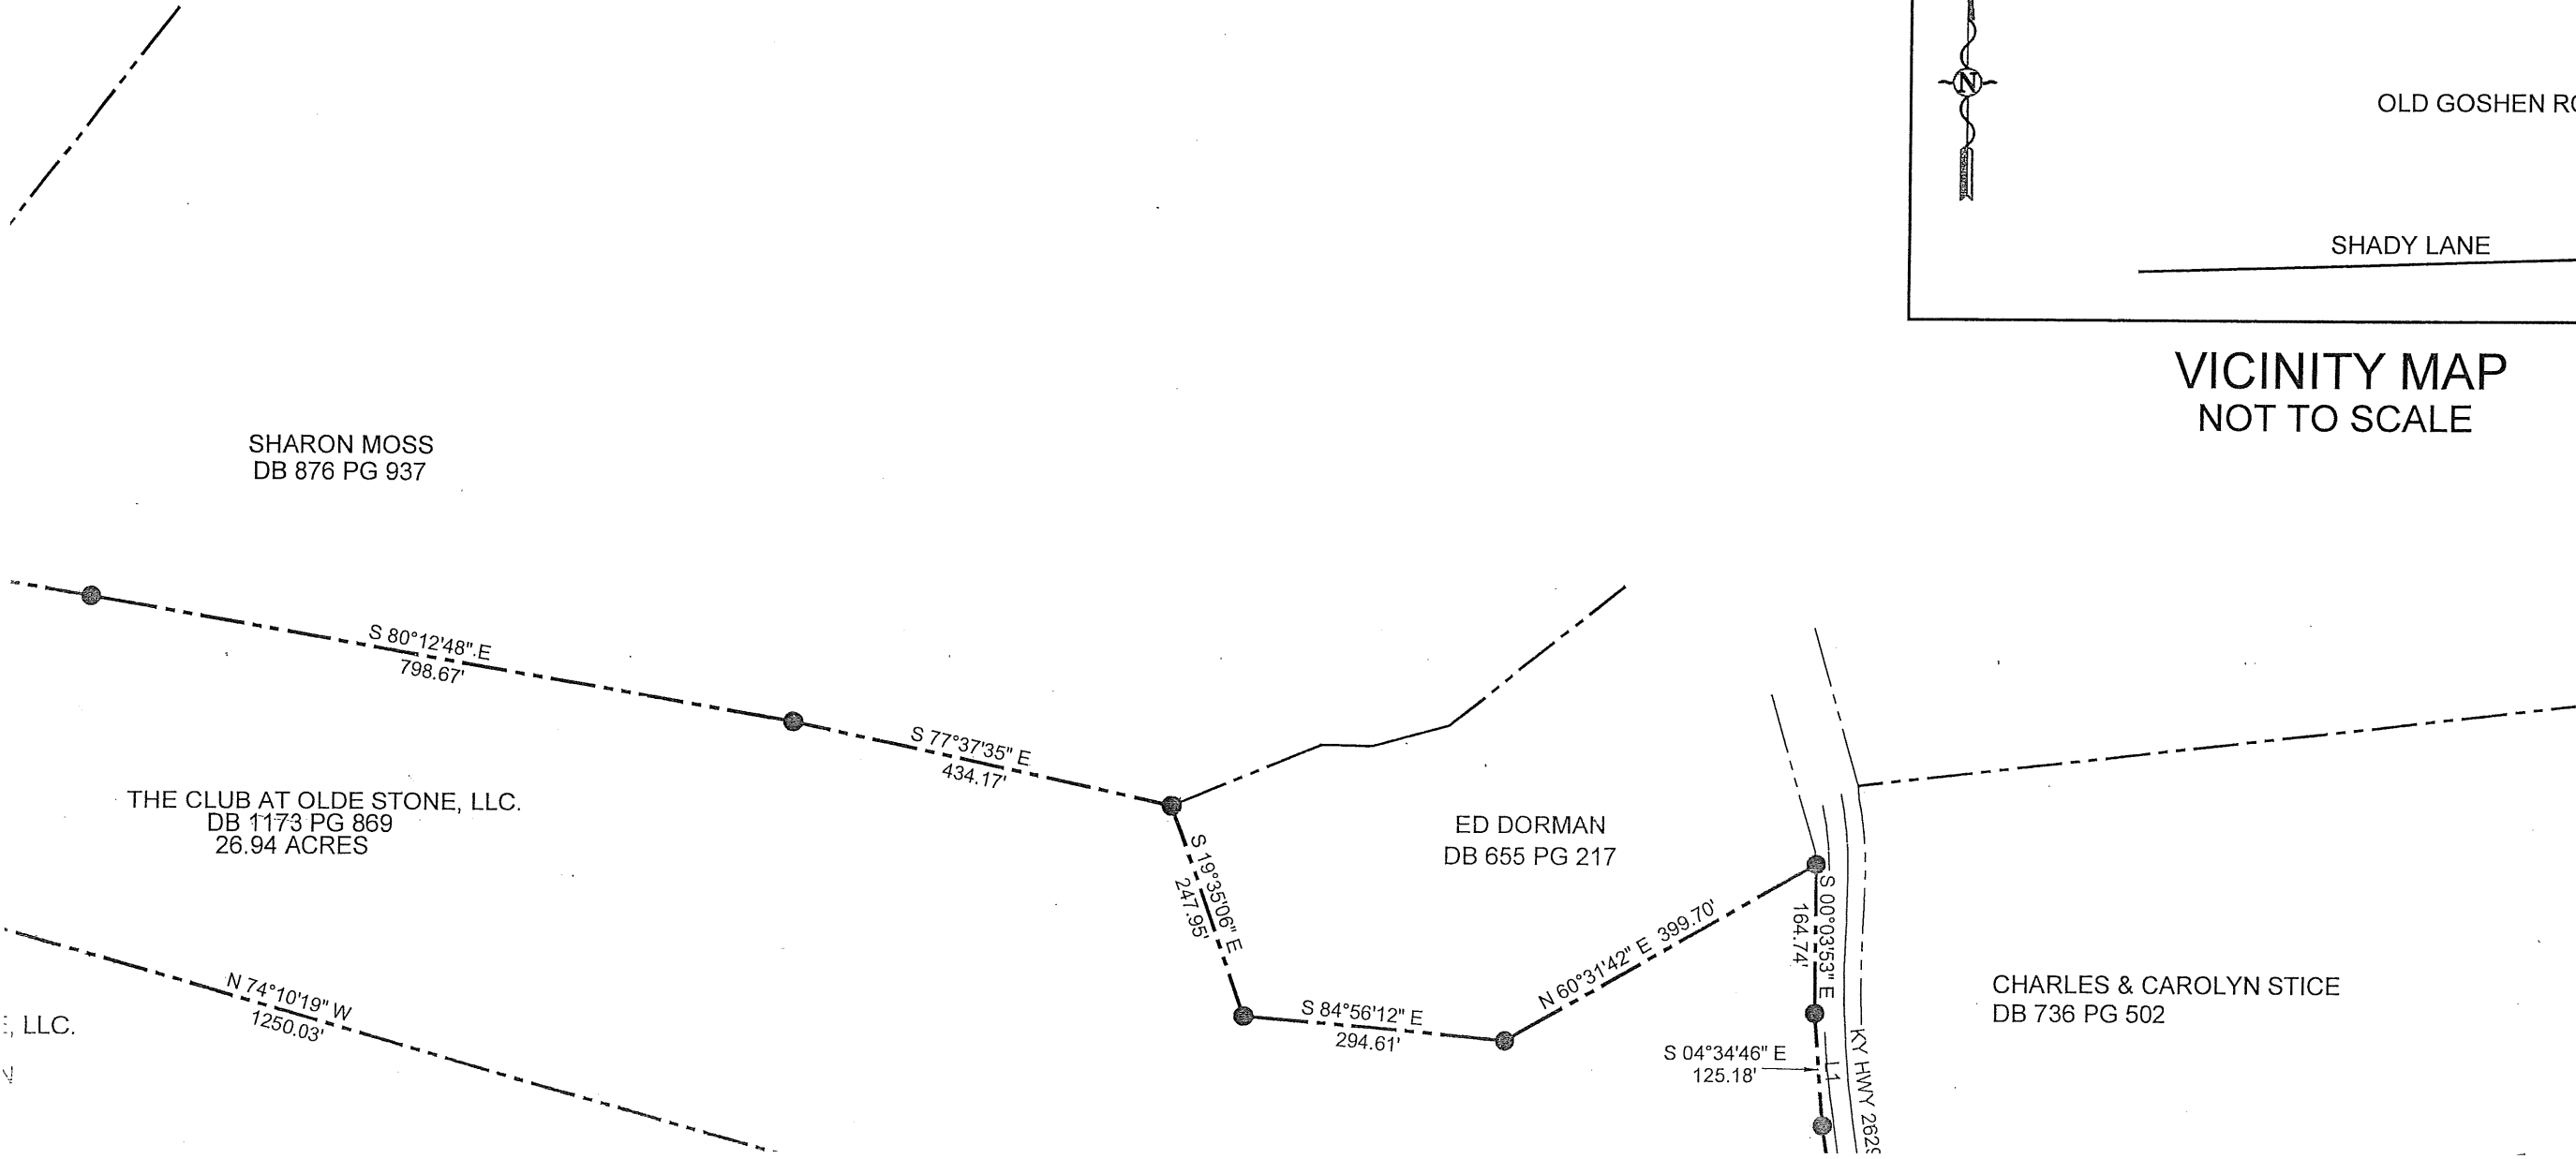 N
OLD GOSHEN
SHADY LANE
VICINITY MAP
NOT TO SCALE
SHARON MOSS
DB 876 PG 937
S 80°12'48" E
798.67'
S 77°37'35" E
434.17'
THE CLUB AT OLDE STONE, LLC.
DB 1173 PG 869
26.94 ACRES
ED DORMAN
DB 655 PG 217
S 19°35'06" E
247.95'
S 84°56'12" E
294.61'
N 60°31'42" E 399.70'
S 00°03'53" E
164.74'
S 04°34'46" E
125.18'
L1
KY HWY 2629
CHARLES & CAROLYN STICE
DB 736 PG 502
N 74°10'19" W
1250.03'
, LLC.